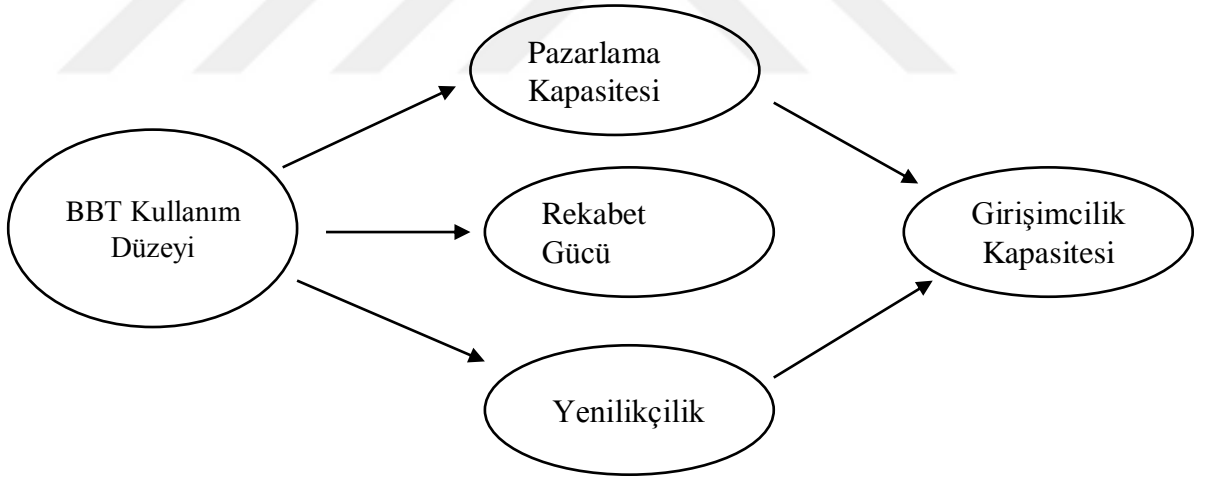 Pazarlama
Kapasitesi
BBT Kullanım
Düzeyi
Rekabet
Gücü
Girişimcilik
Kapasitesi
Yenilikçilik